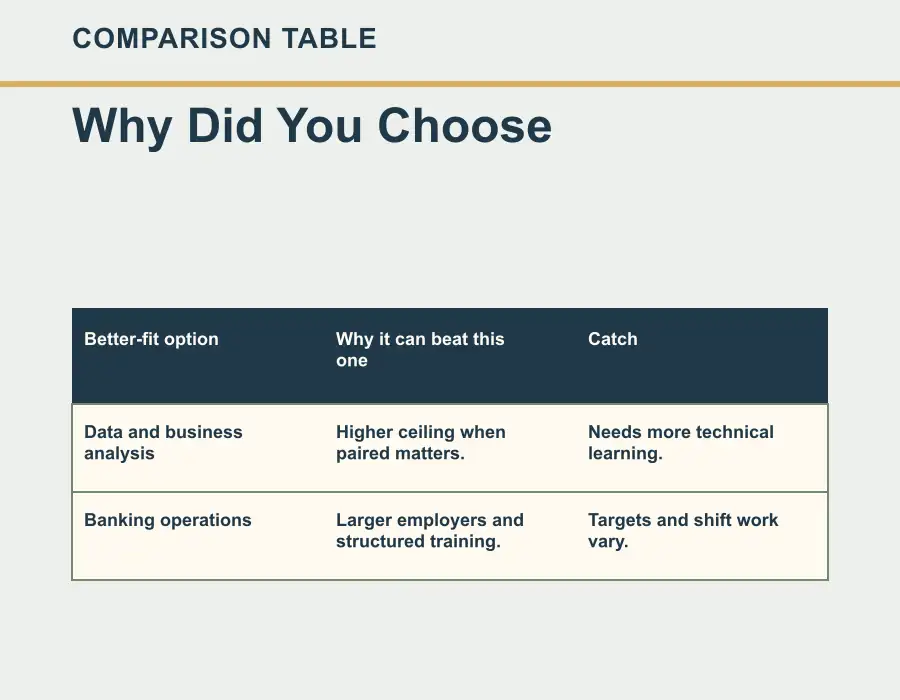 COMPARISON TABLE
Why Did You Choose
Better-fit option
Why it can beat this
one
Catch
Data and business
analysis
Higher ceiling when
paired matters.
Needs more technical
learning.
Banking operations
Larger employers and
structured training.
Targets and shift work
vary.